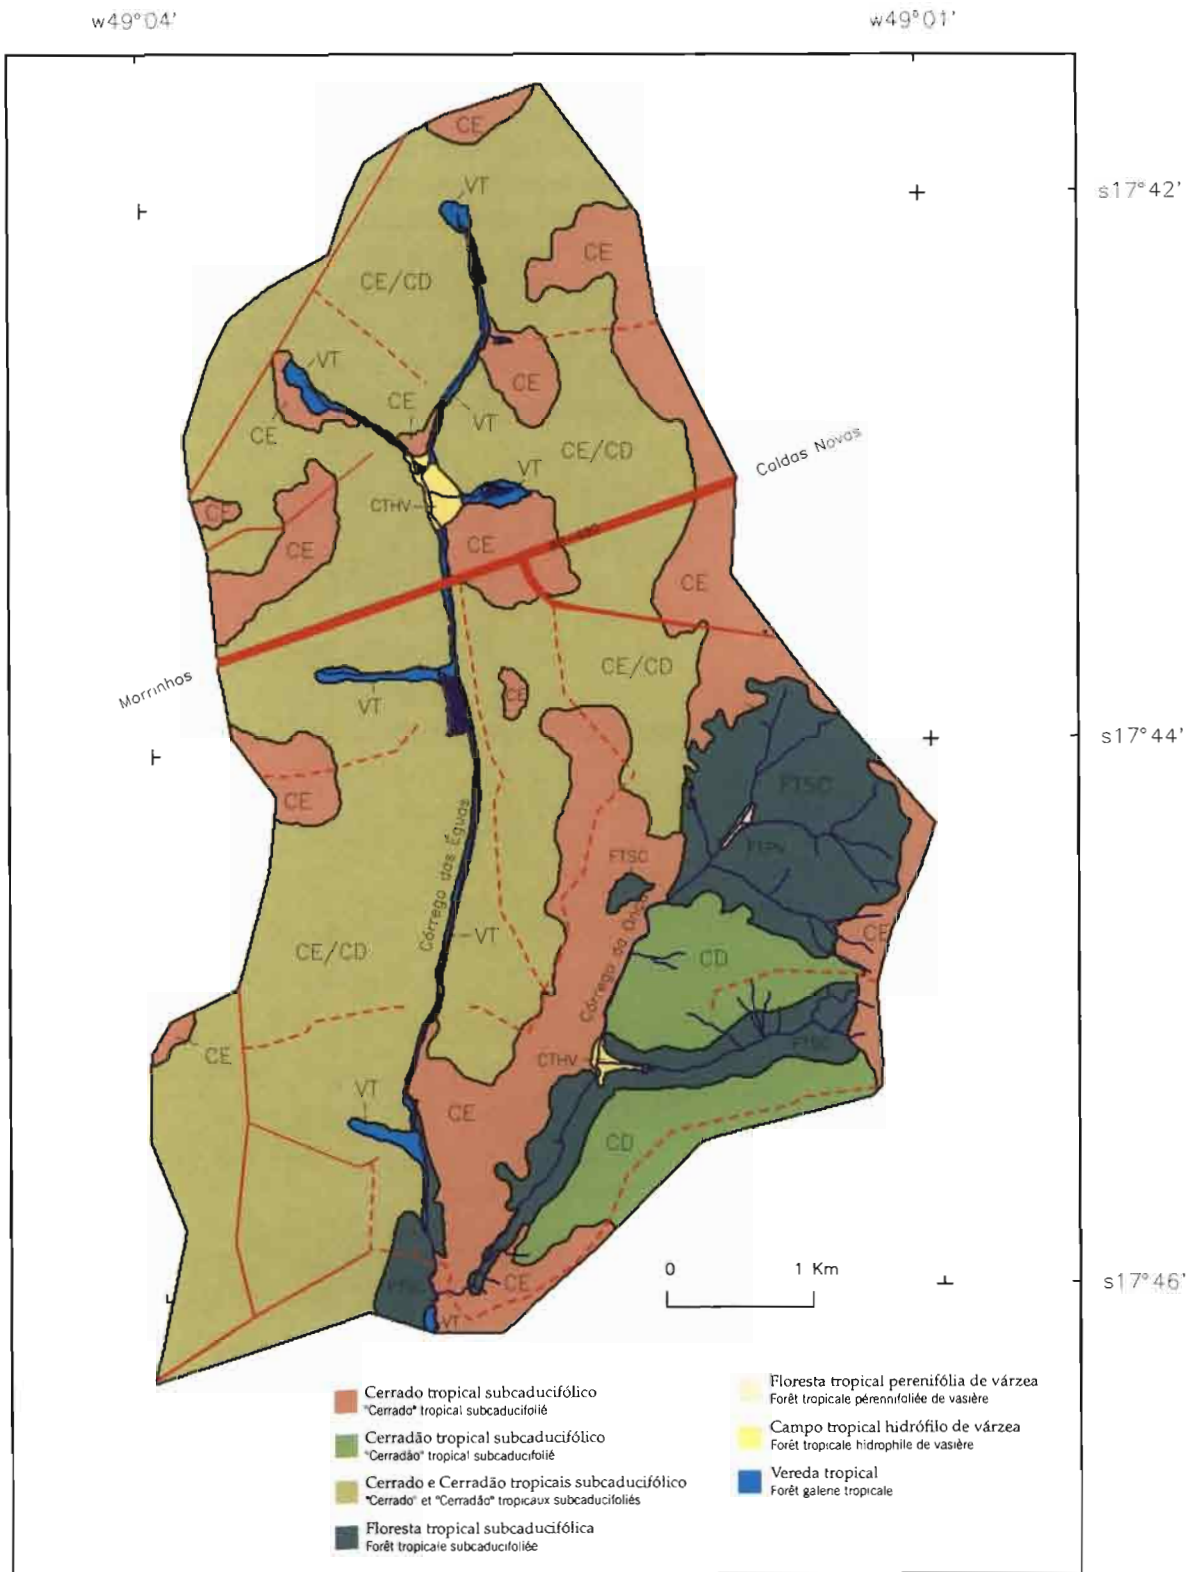 w49°04'
w49°01'
CE
s17°42'
VT
CE
CE/CD
VT
CE
CE
VT
CE
CE/CD
VT
Caldas Novas
CTHV
CE
CE
CE
CE
CE/CD
Morrinhos
VT
CE
s17°44'
CE
FTSC
FTSC
Córrego das Éguas
VT
CE
CE/CD
CD
Córrego da Onça
CE
CTHV
FTSC
VT
CE
CD
0 1 Km
CE
s17°46'
VT
Cerrado tropical subcaducifólico
"Cerrado" tropical subcaducifolié
Cerradão tropical subcaducifólico
"Cerradão" tropical subcaducifolié
Cerrado e Cerradão tropicais subcaducifólico
"Cerrado" et "Cerradão" tropicaux subcaducifoliés
Floresta tropical subcaducifólica
Forêt tropicale subcaducifoliée
Floresta tropical perenifólia de várzea
Forêt tropicale pérennifoliée de vasière
Campo tropical hidrófilo de várzea
Forêt tropicale hidrophile de vasière
Vereda tropical
Forêt galene tropicale